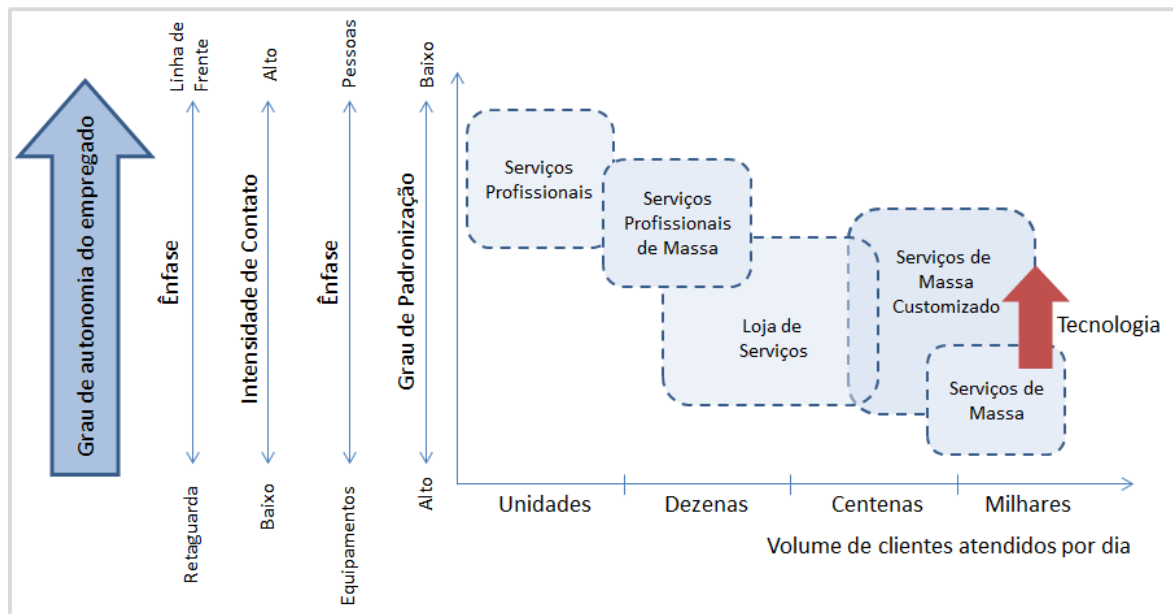 Grau de autonomia do empregado
Linha de
Frente
Ênfase
Retaguarda
Alto
Intensidade de Contato
Baixo
Pessoas
Ênfase
Equipamentos
Baixo
Grau de Padronização
Alto
Serviços
Profissionais
Serviços
Profissionais
de Massa
Loja de
Serviços
Serviços de
Massa
Customizado
Tecnologia
Serviços de
Massa
Unidades
Dezenas
Centenas
Milhares
Volume de clientes atendidos por dia